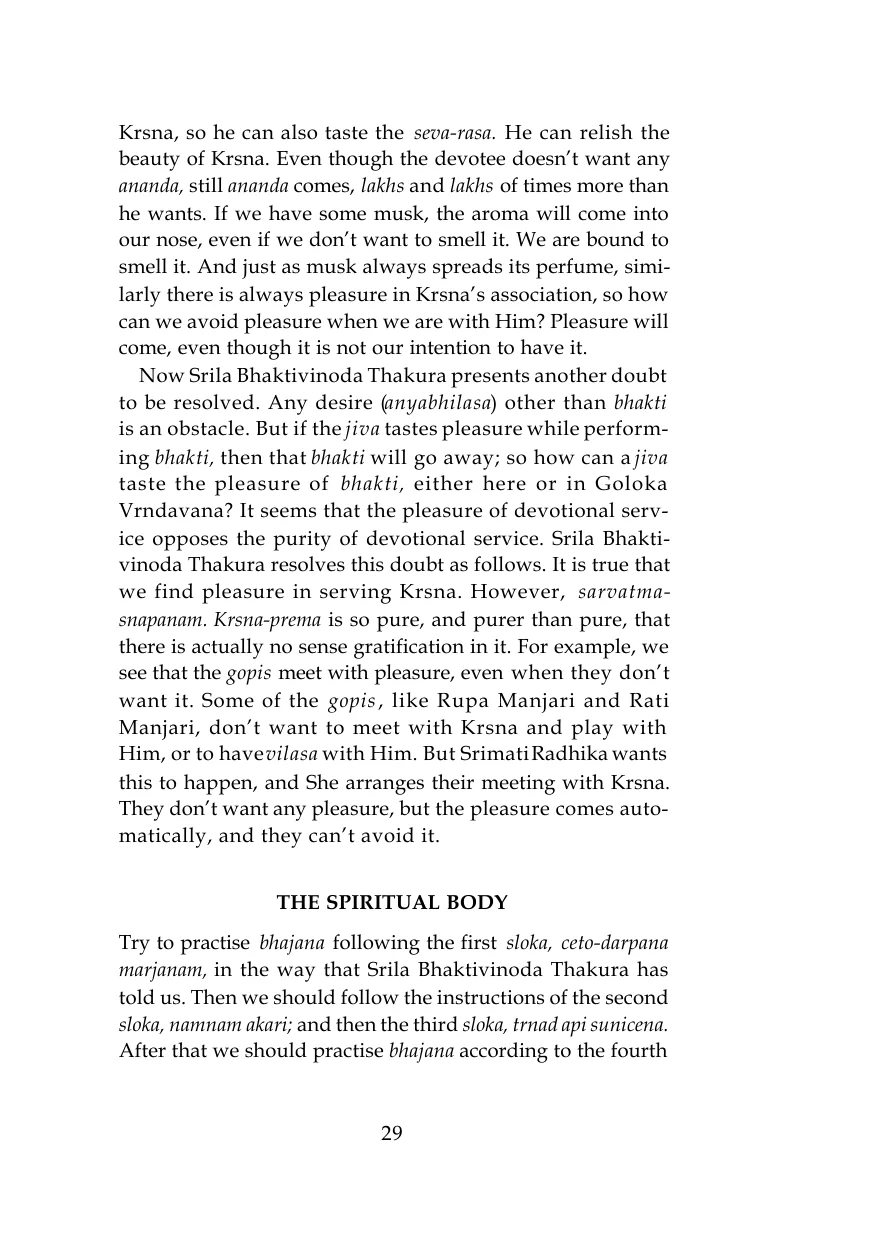 Krsna, so he can also taste the seva-rasa. He can relish the
beauty of Krsna. Even though the devotee doesn’t want any
ananda, still ananda comes, lakhs and lakhs of times more than
he wants. If we have some musk, the aroma will come into
our nose, even if we don’t want to smell it. We are bound to
smell it. And just as musk always spreads its perfume, simi-
larly there is always pleasure in Krsna’s association, so how
can we avoid pleasure when we are with Him? Pleasure will
come, even though it is not our intention to have it.
Now Srila Bhaktivinoda Thakura presents another doubt
to be resolved. Any desire (anyabhilasa) other than bhakti
is an obstacle. But if the jiva tastes pleasure while perform-
ing bhakti, then that bhakti will go away; so how can a jiva
taste the pleasure of bhakti, either here or in Goloka
Vrndavana? It seems that the pleasure of devotional serv-
ice opposes the purity of devotional service. Srila Bhakti-
vinoda Thakura resolves this doubt as follows. It is true that
we find pleasure in serving Krsna. However, sarvatma-
snapanam. Krsna-prema is so pure, and purer than pure, that
there is actually no sense gratification in it. For example, we
see that the gopis meet with pleasure, even when they don’t
want it. Some of the gopis, like Rupa Manjari and Rati
Manjari, don’t want to meet with Krsna and play with
Him, or to have vilasa with Him. But Srimati Radhika wants
this to happen, and She arranges their meeting with Krsna.
They don’t want any pleasure, but the pleasure comes auto-
matically, and they can’t avoid it.
THE SPIRITUAL BODY
Try to practise bhajana following the first sloka, ceto-darpana
marjanam, in the way that Srila Bhaktivinoda Thakura has
told us. Then we should follow the instructions of the second
sloka, namnam akari; and then the third sloka, trnad api sunicena.
After that we should practise bhajana according to the fourth
29